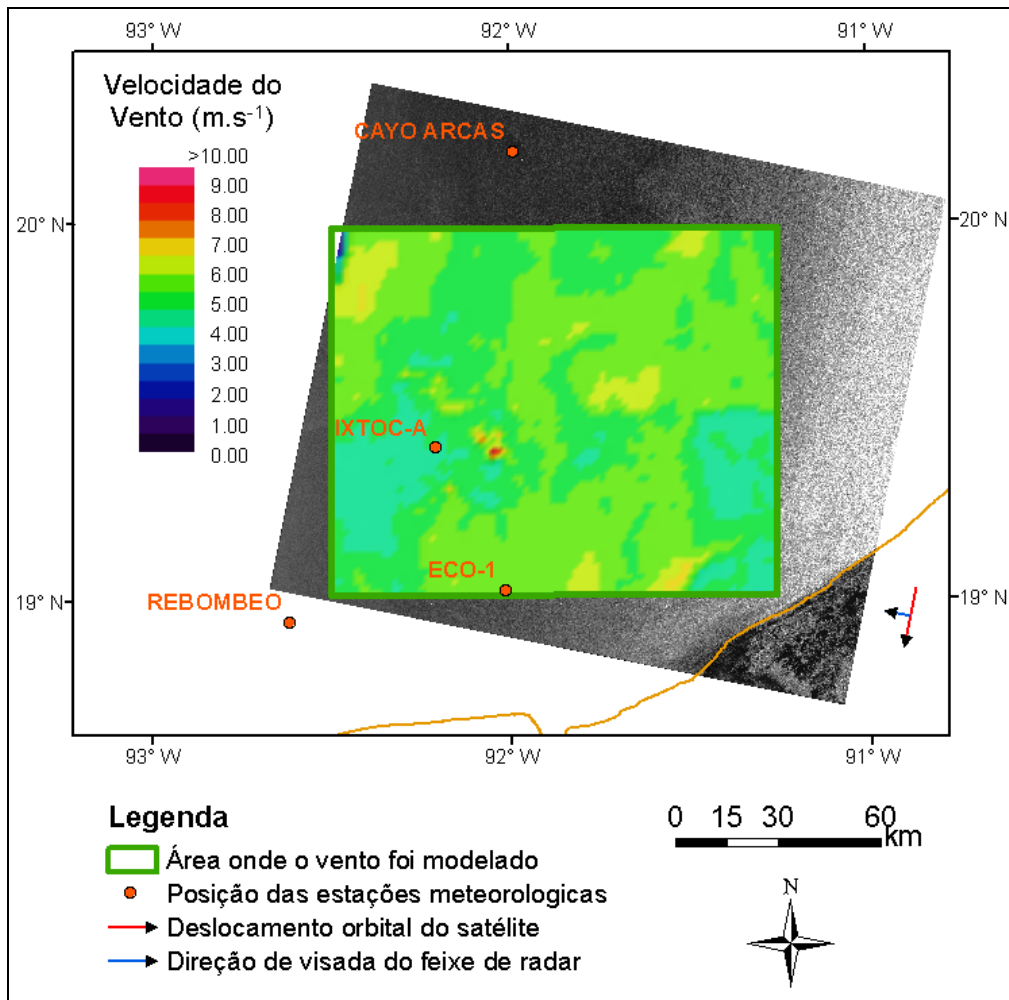 93° W 92° W 91° W
Velocidade do
Vento (m.s-1)
>10.00
9.00
8.00
7.00
6.00
5.00
4.00
3.00
2.00
1.00
0.00
CAYO ARCAS
20° N 20° N
IXTOC-A
ECO-1
REBOMBEO
19° N 19° N
93° W 92° W 91° W
Legenda
Área onde o vento foi modelado
Posição das estações meteorologicas
Deslocamento orbital do satélite
Direção de visada do feixe de radar
0 15 30 60
km
N